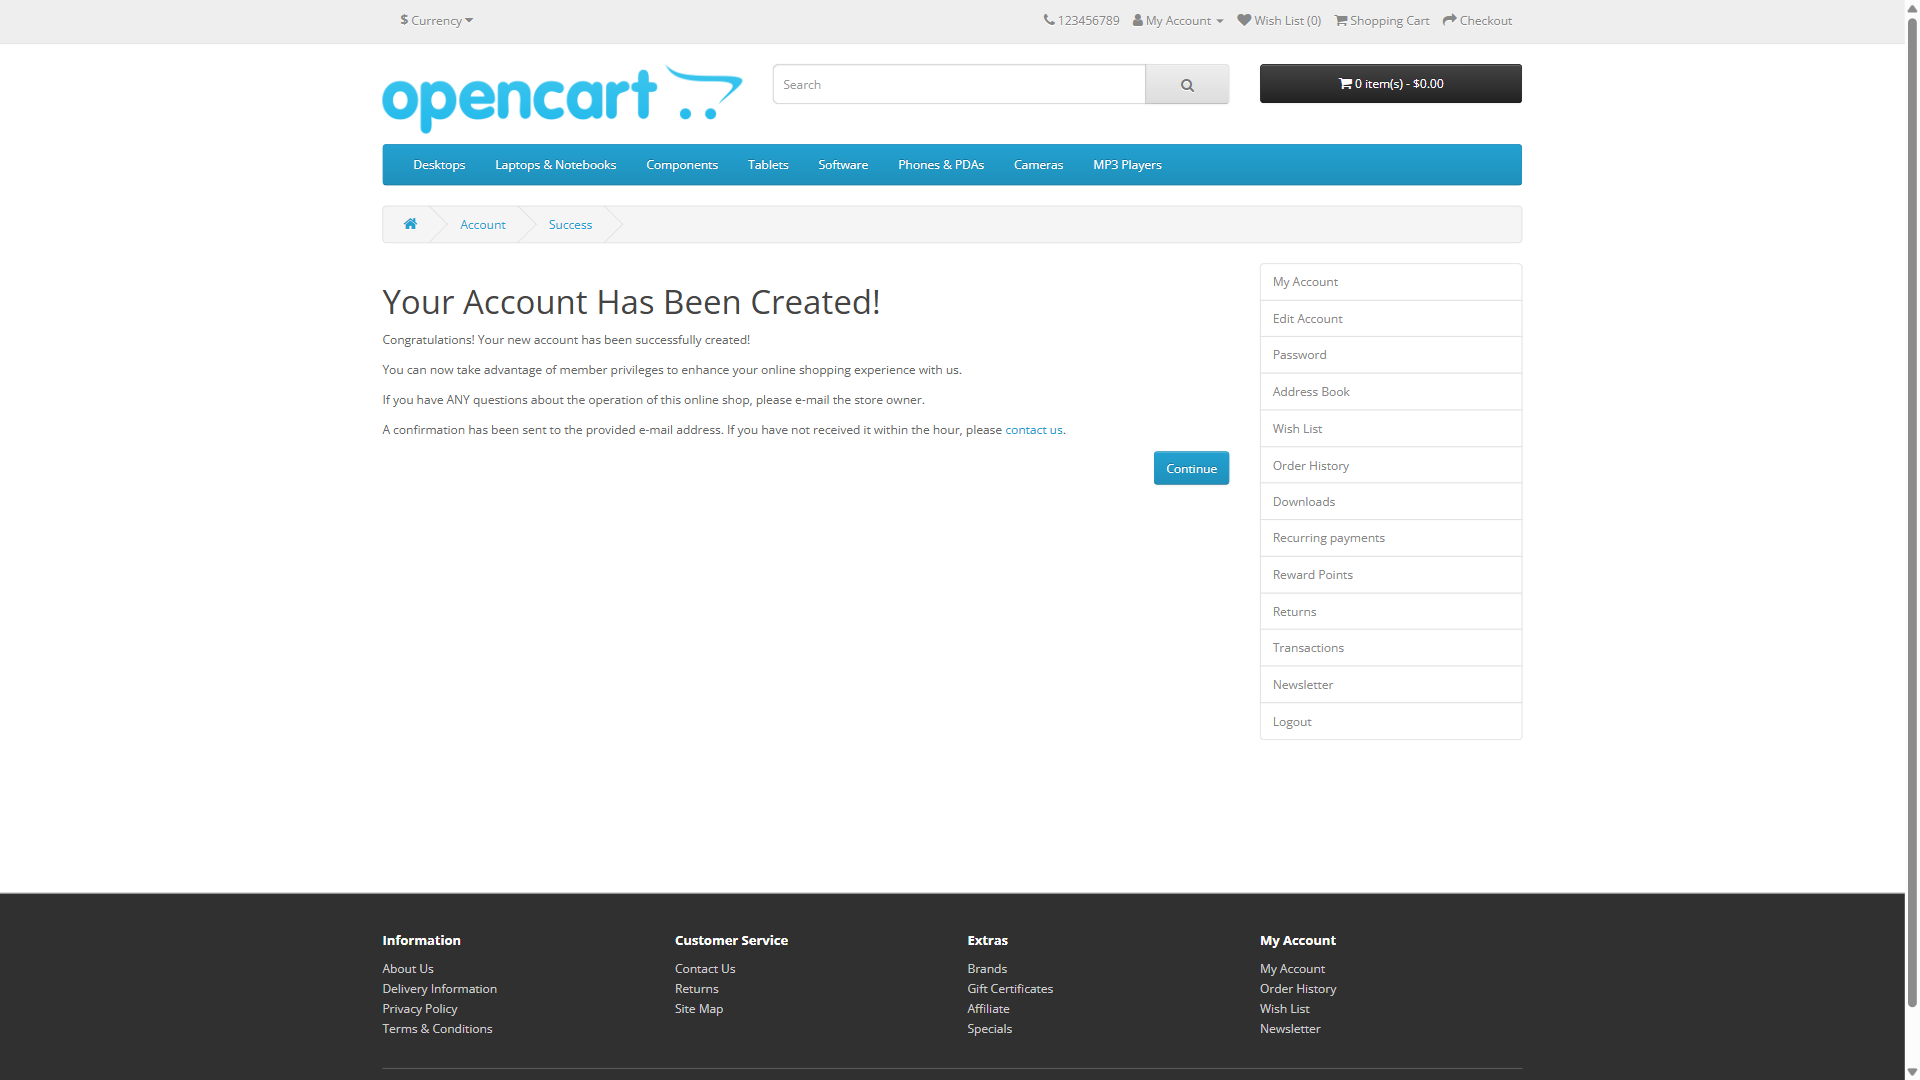 $ Currency
123456789 My Account Wish List (0) Shopping Cart Checkout
opencart
Search
0 item(s) - $0.00
Desktops Laptops & Notebooks Components Tablets Software Phones & PDAs Cameras MP3 Players
Account Success
Your Account Has Been Created!
Congratulations! Your new account has been successfully created!
You can now take advantage of member privileges to enhance your online shopping experience with us.
If you have ANY questions about the operation of this online shop, please e-mail the store owner.
A confirmation has been sent to the provided e-mail address. If you have not received it within the hour, please contact us.
Continue
My Account
Edit Account
Password
Address Book
Wish List
Order History
Downloads
Recurring payments
Reward Points
Returns
Transactions
Newsletter
Logout
Information
About Us
Delivery Information
Privacy Policy
Terms & Conditions
Customer Service
Contact Us
Returns
Site Map
Extras
Brands
Gift Certificates
Affiliate
Specials
My Account
My Account
Order History
Wish List
Newsletter